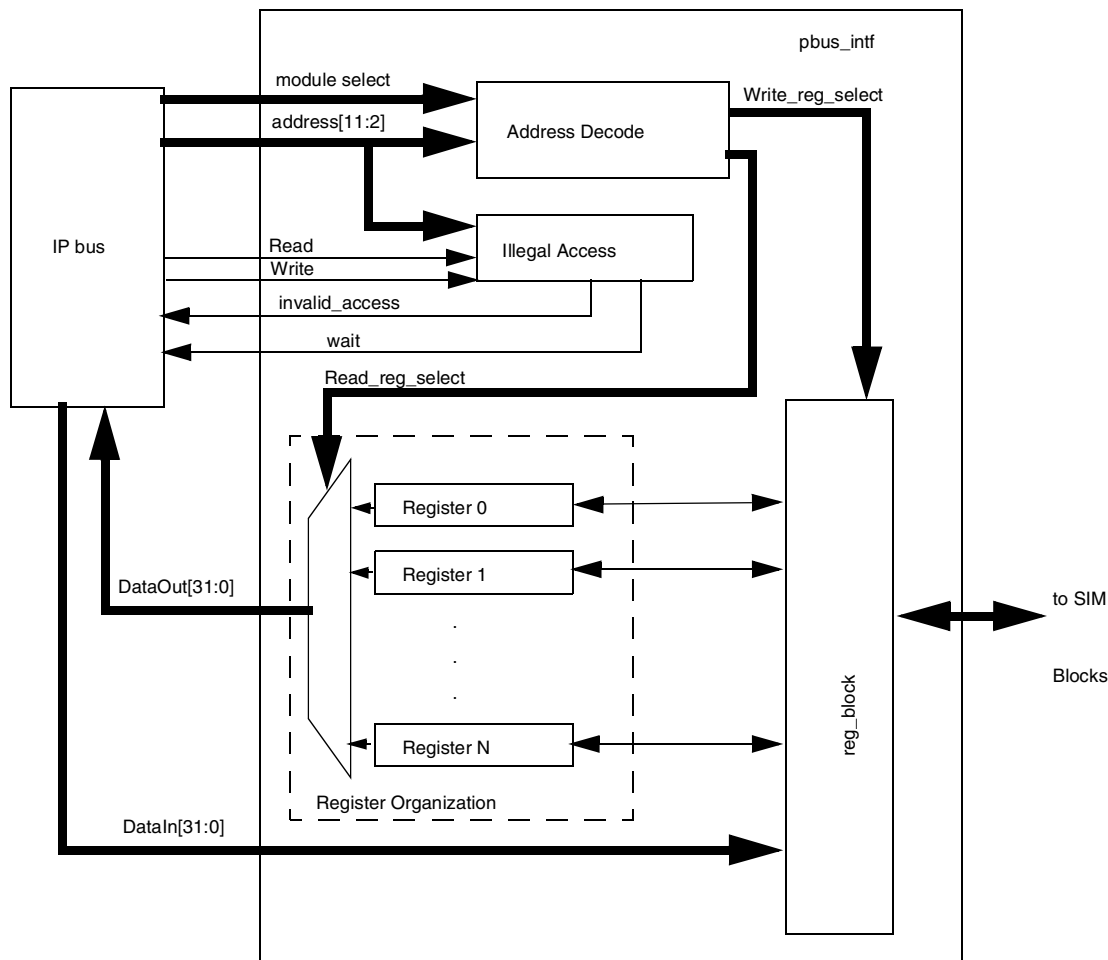 pbus_intf
module select
Write_reg_select
address[11:2]
Address Decode
IP bus
Read
Illegal Access
Write
invalid_access
wait
Read_reg_select
Register 0
Register 1
DataOut[31:0]
.
.
.
to SIM
Blocks
reg_block
Register N
Register Organization
DataIn[31:0]